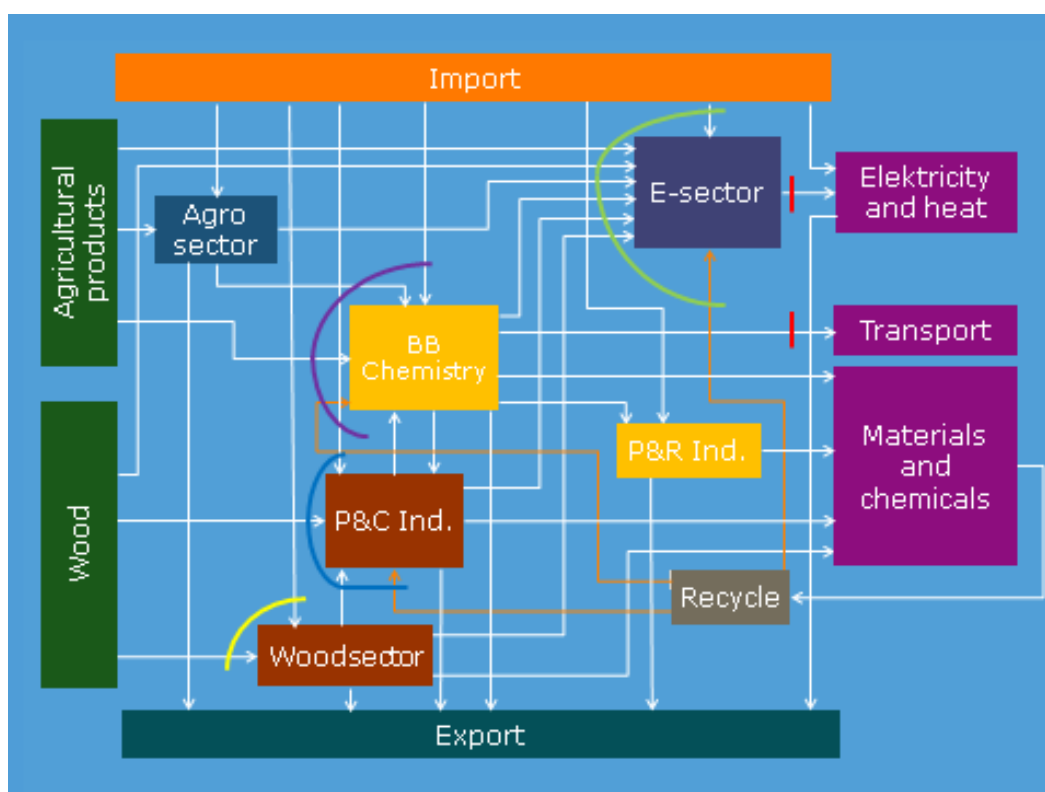 Import
Agricultural
products
Agro
sector
E-sector
Elektricity
and heat
BB
Chemistry
Transport
Wood
P&C Ind.
P&R Ind.
Materials
and
chemicals
Recycle
Woodsector
Export